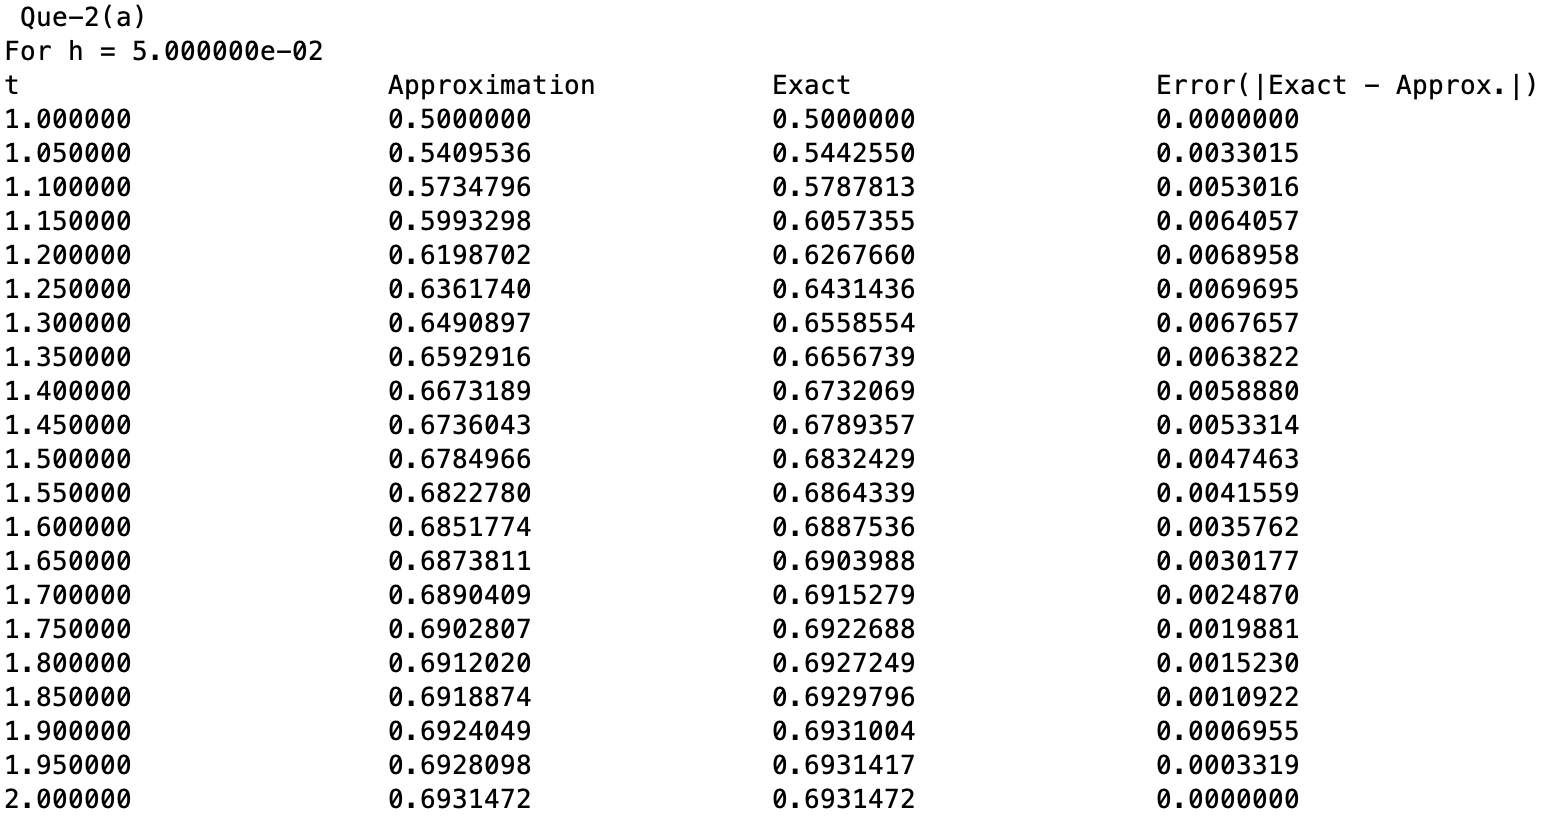 Que-2(a)
For h = 5.000000e-02
t Approximation Exact Error(|Exact - Approx.|)
1.000000 0.5000000 0.5000000 0.0000000
1.050000 0.5409536 0.5442550 0.0033015
1.100000 0.5734796 0.5787813 0.0053016
1.150000 0.5993298 0.6057355 0.0064057
1.200000 0.6198702 0.6267660 0.0068958
1.250000 0.6361740 0.6431436 0.0069695
1.300000 0.6490897 0.6558554 0.0067657
1.350000 0.6592916 0.6656739 0.0063822
1.400000 0.6673189 0.6732069 0.0058880
1.450000 0.6736043 0.6789357 0.0053314
1.500000 0.6784966 0.6832429 0.0047463
1.550000 0.6822780 0.6864339 0.0041559
1.600000 0.6851774 0.6887536 0.0035762
1.650000 0.6873811 0.6903988 0.0030177
1.700000 0.6890409 0.6915279 0.0024870
1.750000 0.6902807 0.6922688 0.0019881
1.800000 0.6912020 0.6927249 0.0015230
1.850000 0.6918874 0.6929796 0.0010922
1.900000 0.6924049 0.6931004 0.0006955
1.950000 0.6928098 0.6931417 0.0003319
2.000000 0.6931472 0.6931472 0.0000000